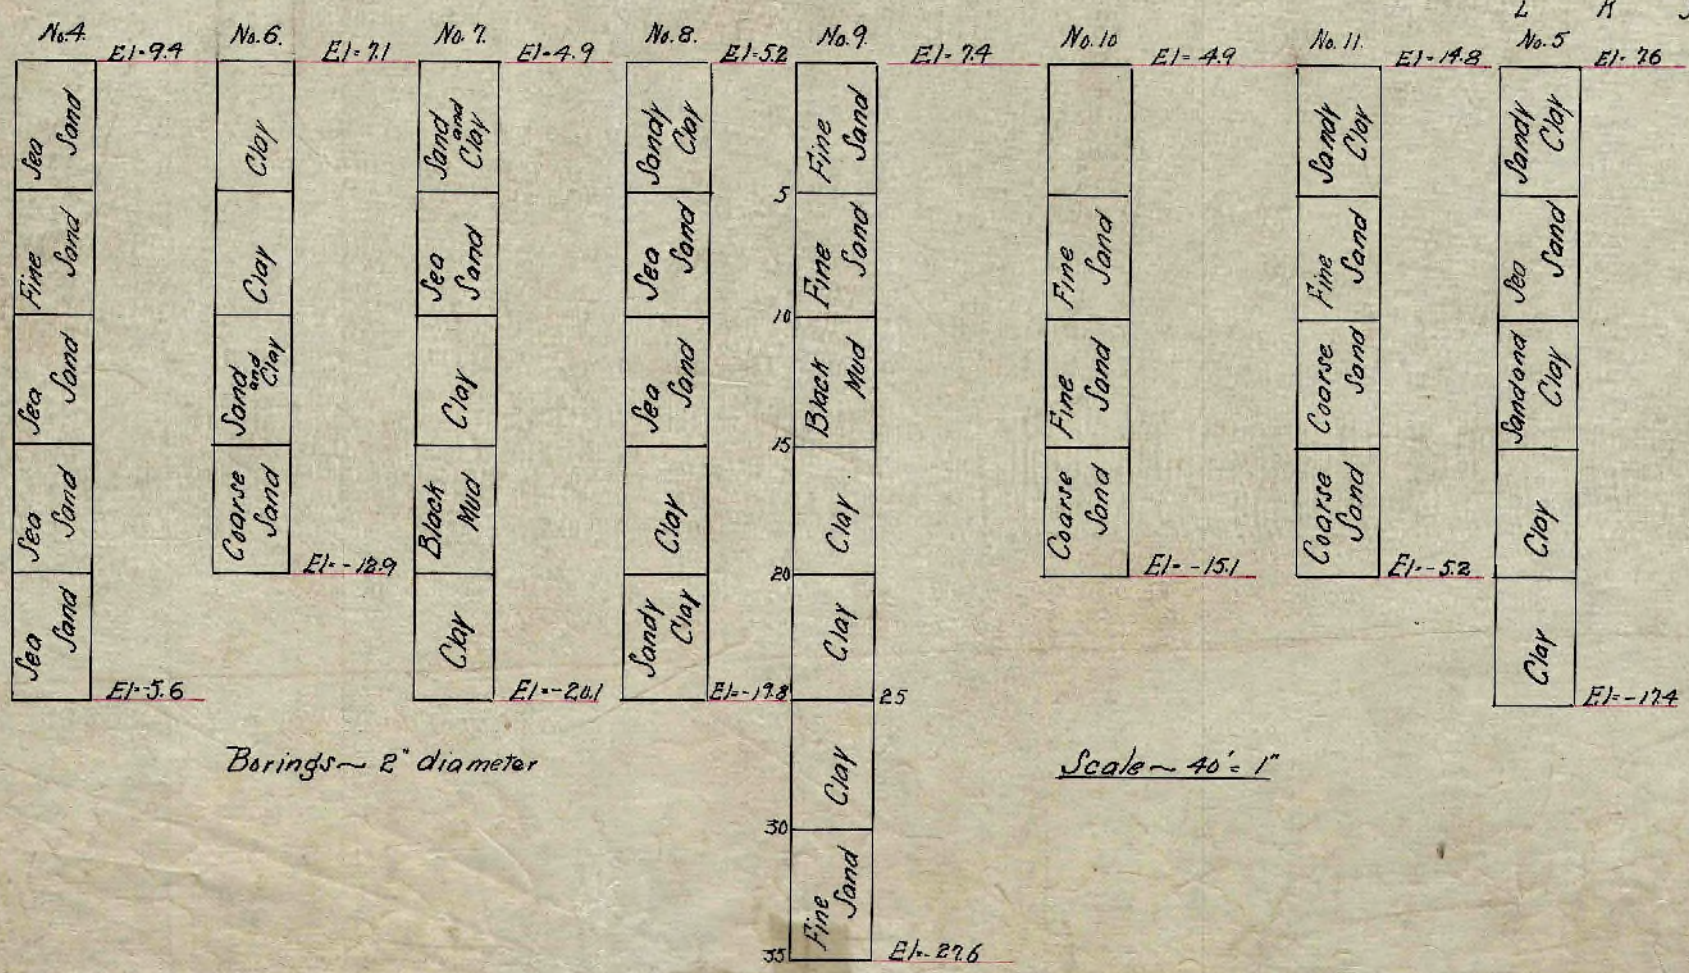 L K
No.4.
El=9.4
Sea Sand
Fine Sand
Sea Sand
Sea Sand
Sea Sand
El=-5.6
No.6.
El=7.1
Clay
Clay
Sand and Clay
Coarse Sand
El=-12.9
No.7.
El=4.9
Sand and Clay
Sea Sand
Clay
Black Mud
Clay
El=-20.1
No.8.
El=5.2
Sandy Clay
Sea Sand
Sea Sand
Clay
Sandy Clay
El=-19.8
No.9.
El=7.4
Fine Sand
5
Fine Sand
10
Black Mud
15
Clay
20
Clay
25
Clay
30
Fine Sand
35
El=-27.6
No.10
El=4.9
Fine Sand
Fine Sand
Coarse Sand
El=-15.1
No.11.
El=14.8
Sandy Clay
Fine Sand
Coarse Sand
Coarse Sand
El=-5.2
No.5
El=7.6
Sandy Clay
Sea Sand
Sand and Clay
Clay
Clay
El=-17.4
Borings~2" diameter
Scale~40'=1"